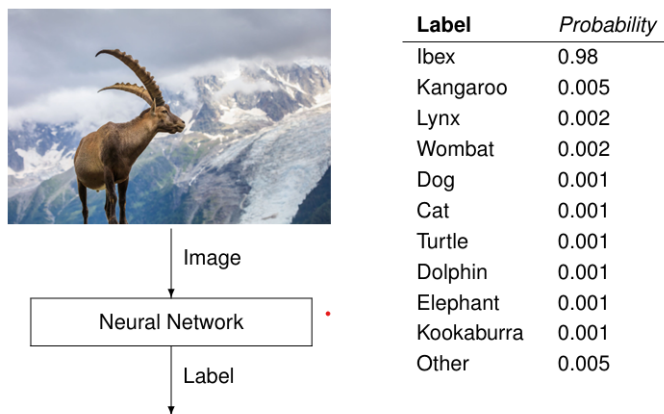 Image
Neural Network
Label
Label Probability
Ibex 0.98
Kangaroo 0.005
Lynx 0.002
Wombat 0.002
Dog 0.001
Cat 0.001
Turtle 0.001
Dolphin 0.001
Elephant 0.001
Kookaburra 0.001
Other 0.005